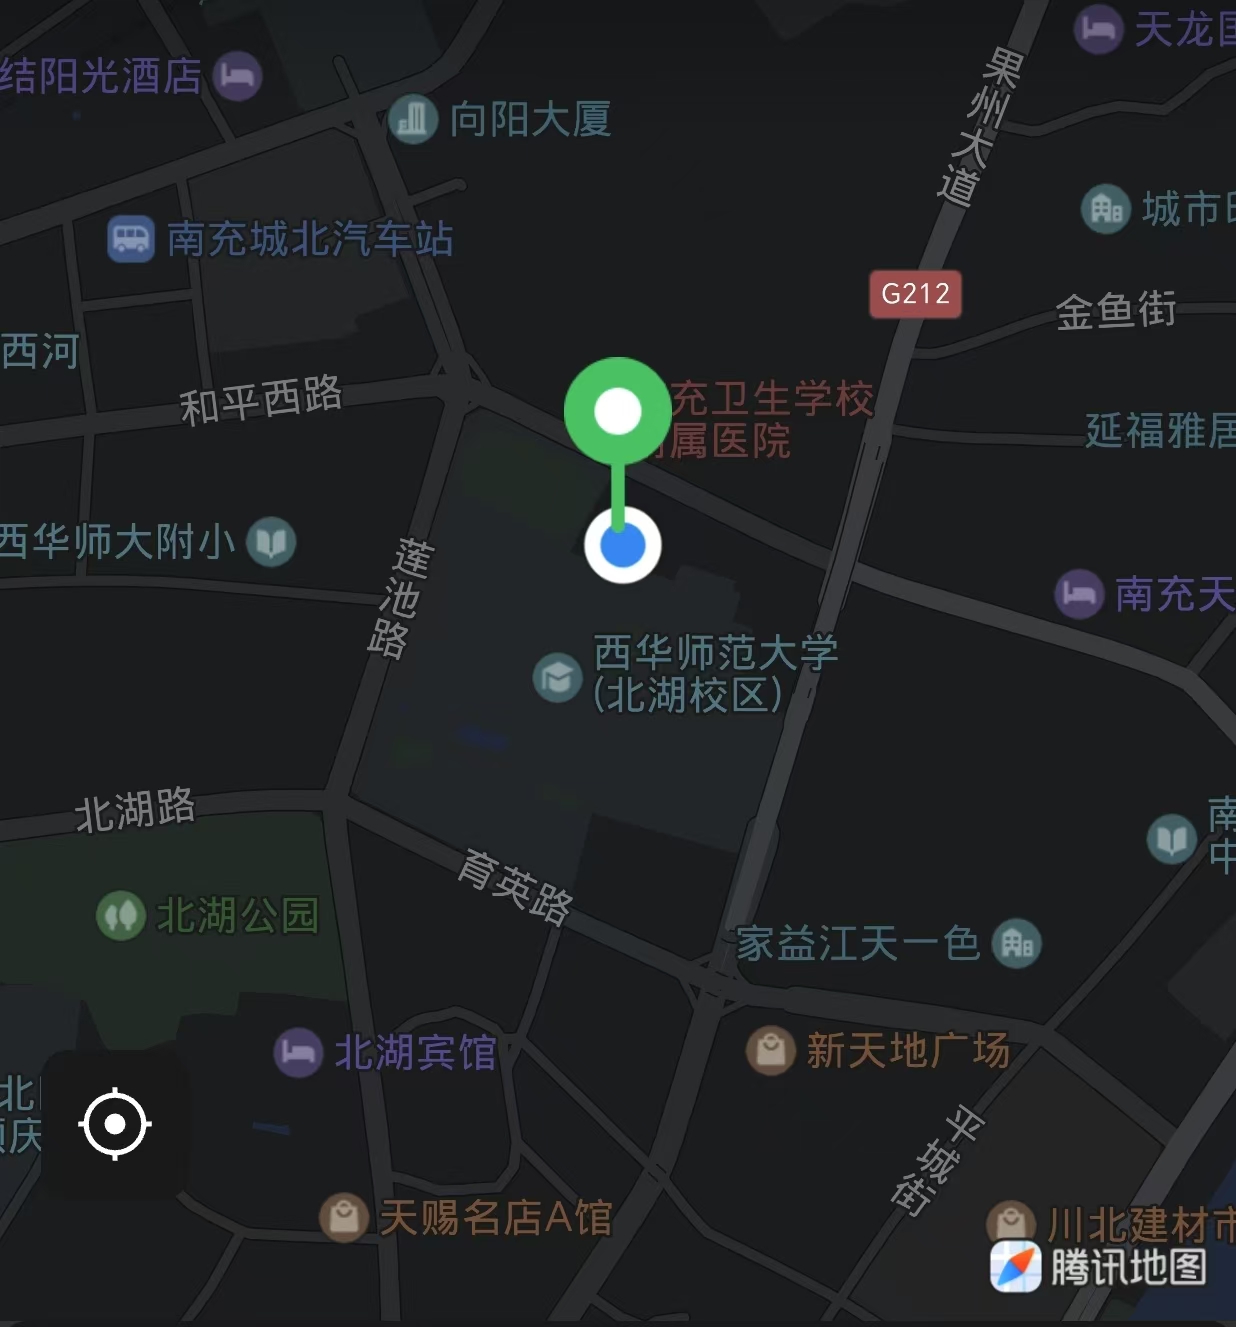 天龙国
结阳光酒店
向阳大厦
果州大道
城市
南充城北汽车站
G212
金鱼街
西河
和平西路
充卫生学校
属医院
延福雅居
西华师大附小
莲池路
南充天
西华师范大学
(北湖校区)
北湖路
南
中
育英路
北湖公园
家益江天一色
北湖宾馆
新天地广场
北
庆
平城街
天赐名店A馆
川北建材市
腾讯地图